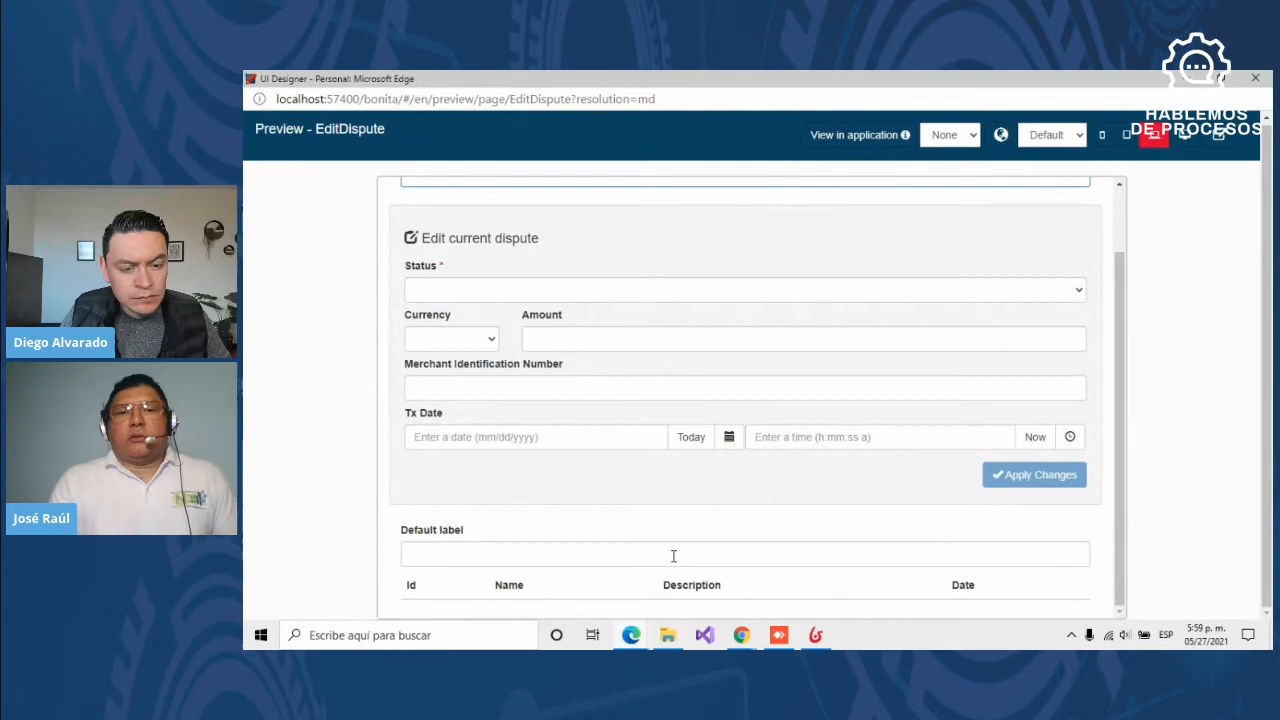 HABLEMOS
DE PROCESOS
UI Designer - Personal: Microsoft Edge
localhost:57400/bonita/#/en/preview/page/EditDispute?resolution=md
Preview - EditDispute
View in application
None
Default
Edit current dispute
Status *
Currency
Amount
Merchant Identification Number
Tx Date
Enter a date (mm/dd/yyyy)
Today
Enter a time (h:mm:ss a)
Now
Apply Changes
Default label
Id
Name
Description
Date
Diego Alvarado
José Raúl
Escribe aquí para buscar
ESP
5:59 p. m.
05/27/2021